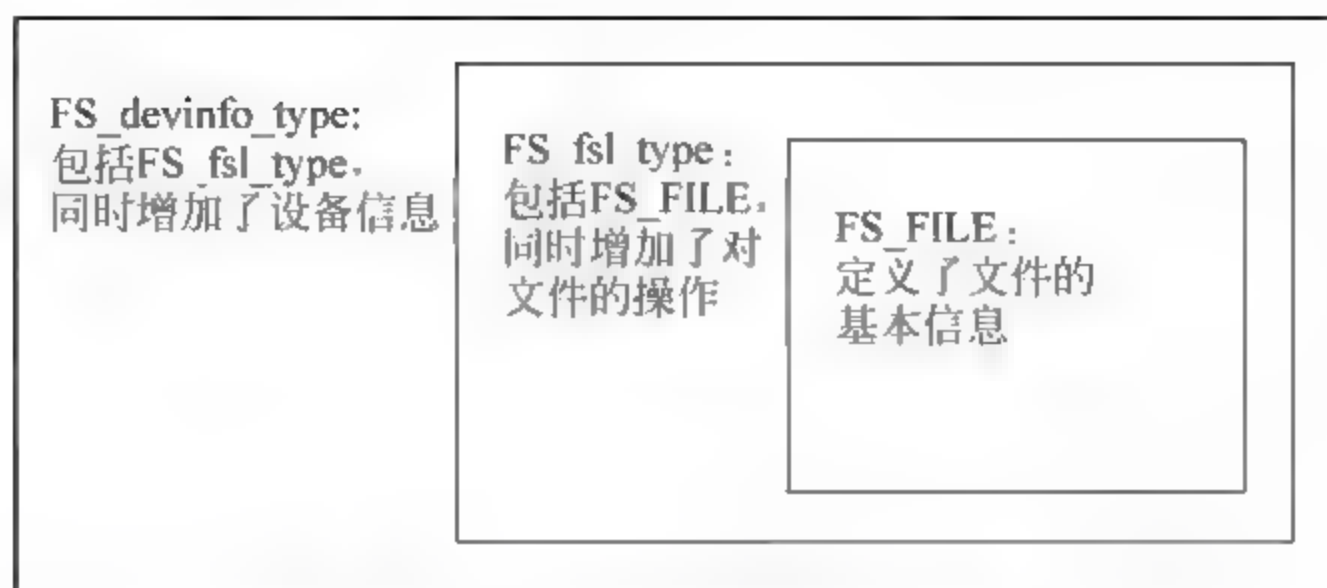 FS_devinfo_type:
包括FS_fsl_type,
同时增加了设备信息
FS_fsl_type：
包括FS_FILE,
同时增加了对
文件的操作
FS_FILE：
定义了文件的
基本信息